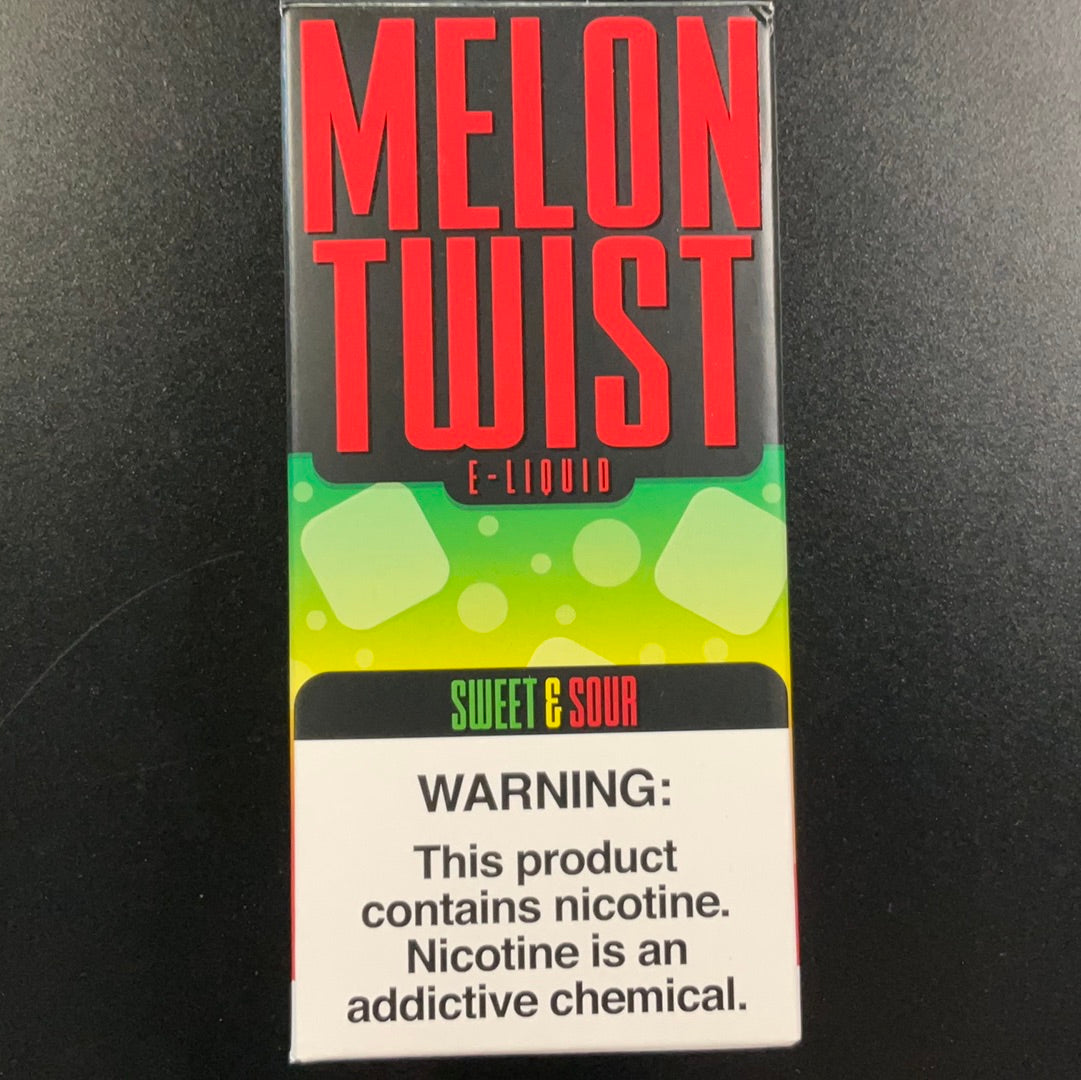 MELON
TWIST
E-LIQUID
SWEET & SOUR
WARNING:
This product
contains nicotine.
Nicotine is an
addictive chemical.